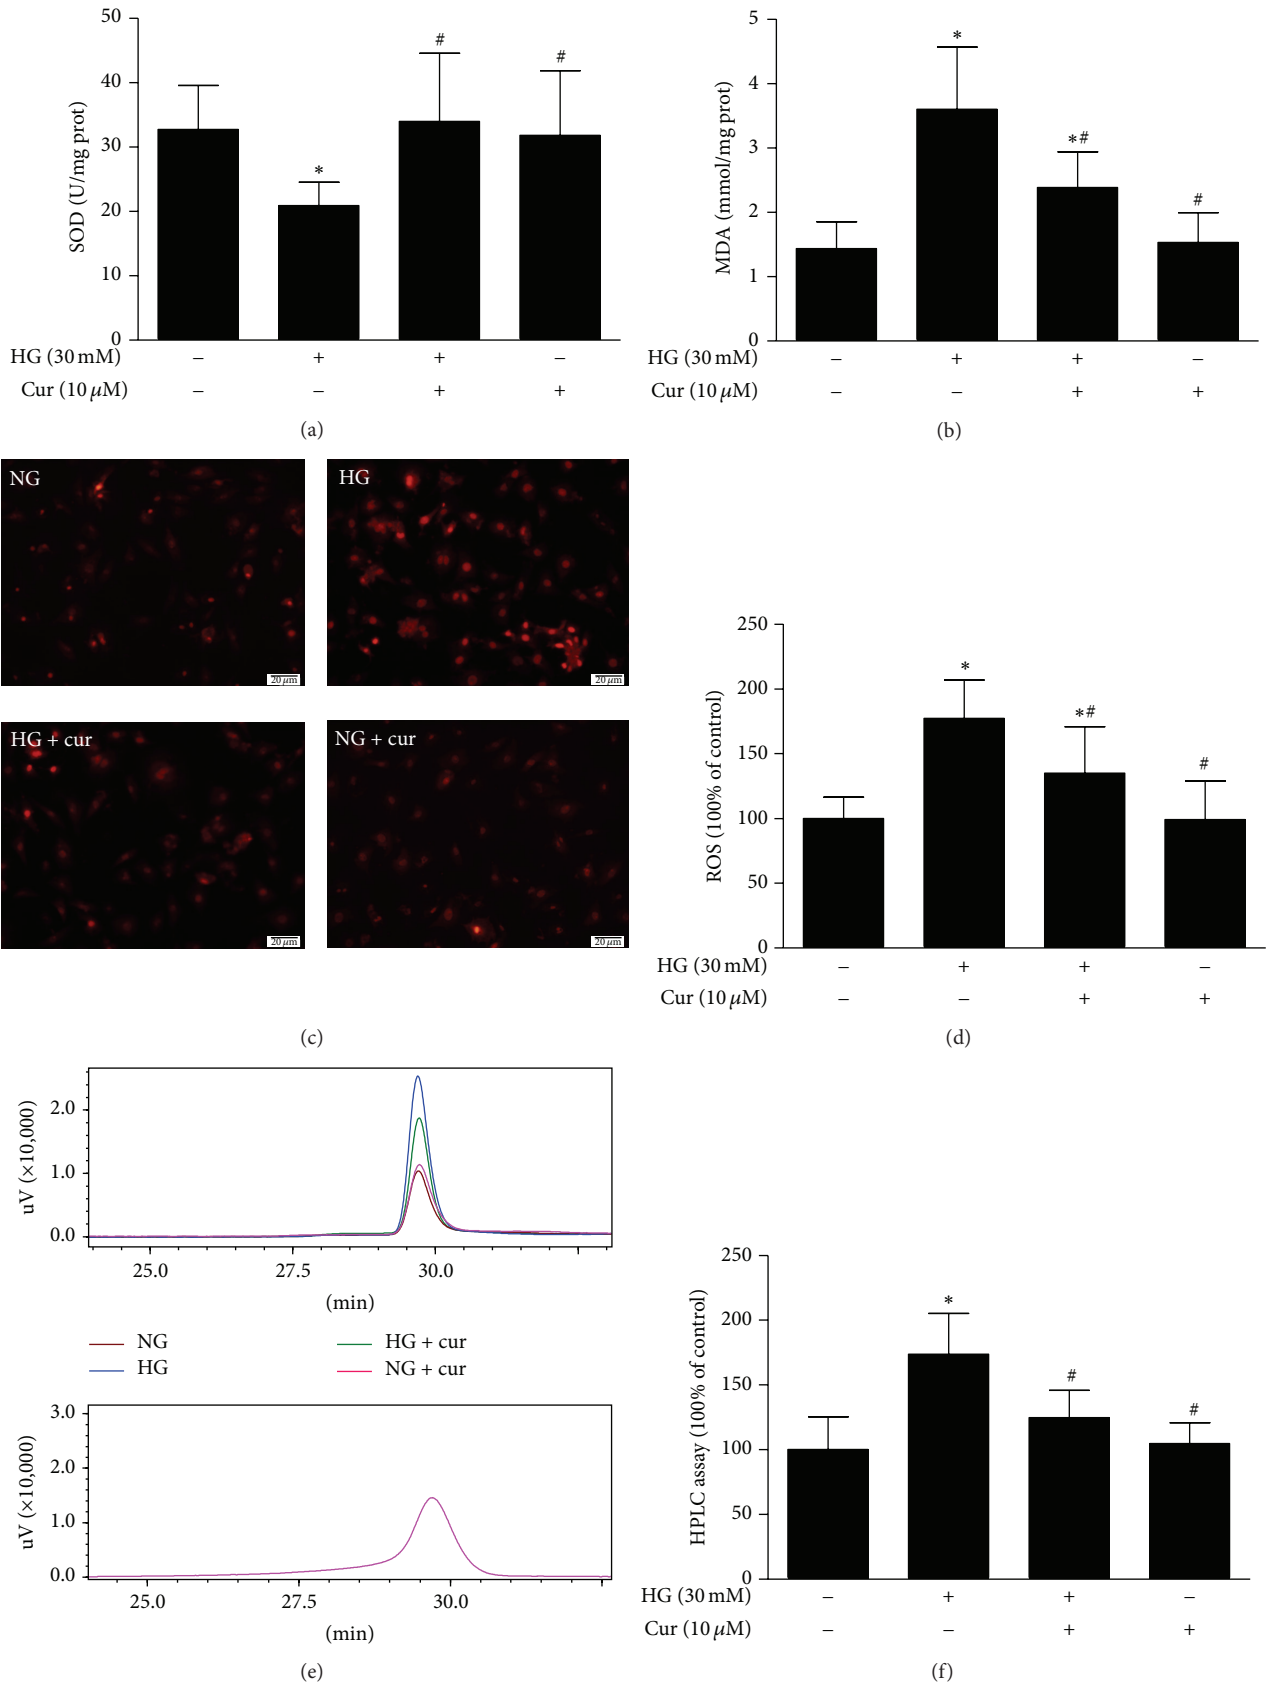 50
40
30
20
10
0
SOD (U/mg prot)
#
#
*
HG (30 mM) – + + –
Cur (10 μM) – – + +
(a)
5
4
3
2
1
0
MDA (mmol/mg prot)
*
*#
#
HG (30 mM) – + + –
Cur (10 μM) – – + +
(b)
NG
20 μm
HG
20 μm
HG + cur
20 μm
NG + cur
20 μm
(c)
250
200
150
100
50
0
ROS (100% of control)
*
*#
#
HG (30 mM) – + + –
Cur (10 μM) – – + +
(d)
uV (×10,000)
2.0
1.0
0.0
25.0 27.5 30.0
(min)
NG HG + cur
HG NG + cur
uV (×10,000)
3.0
2.0
1.0
0.0
25.0 27.5 30.0
(min)
(e)
250
200
150
100
50
0
HPLC assay (100% of control)
*
#
#
HG (30 mM) – + + –
Cur (10 μM) – – + +
(f)